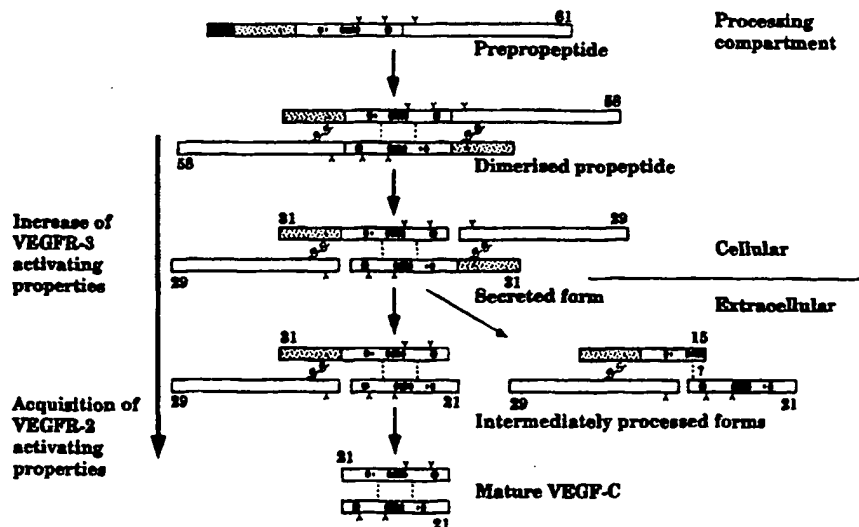 61
Processing
compartment
Prepropeptide
58
58
Dimerised propeptide
Increase of
VEGFR-3
activating
properties
31
29
29
31
Cellular
Secreted form
Extracellular
31
15
?
29
21
29
21
Intermediately processed forms
Acquisition of
VEGFR-2
activating
properties
21
Mature VEGF-C
21